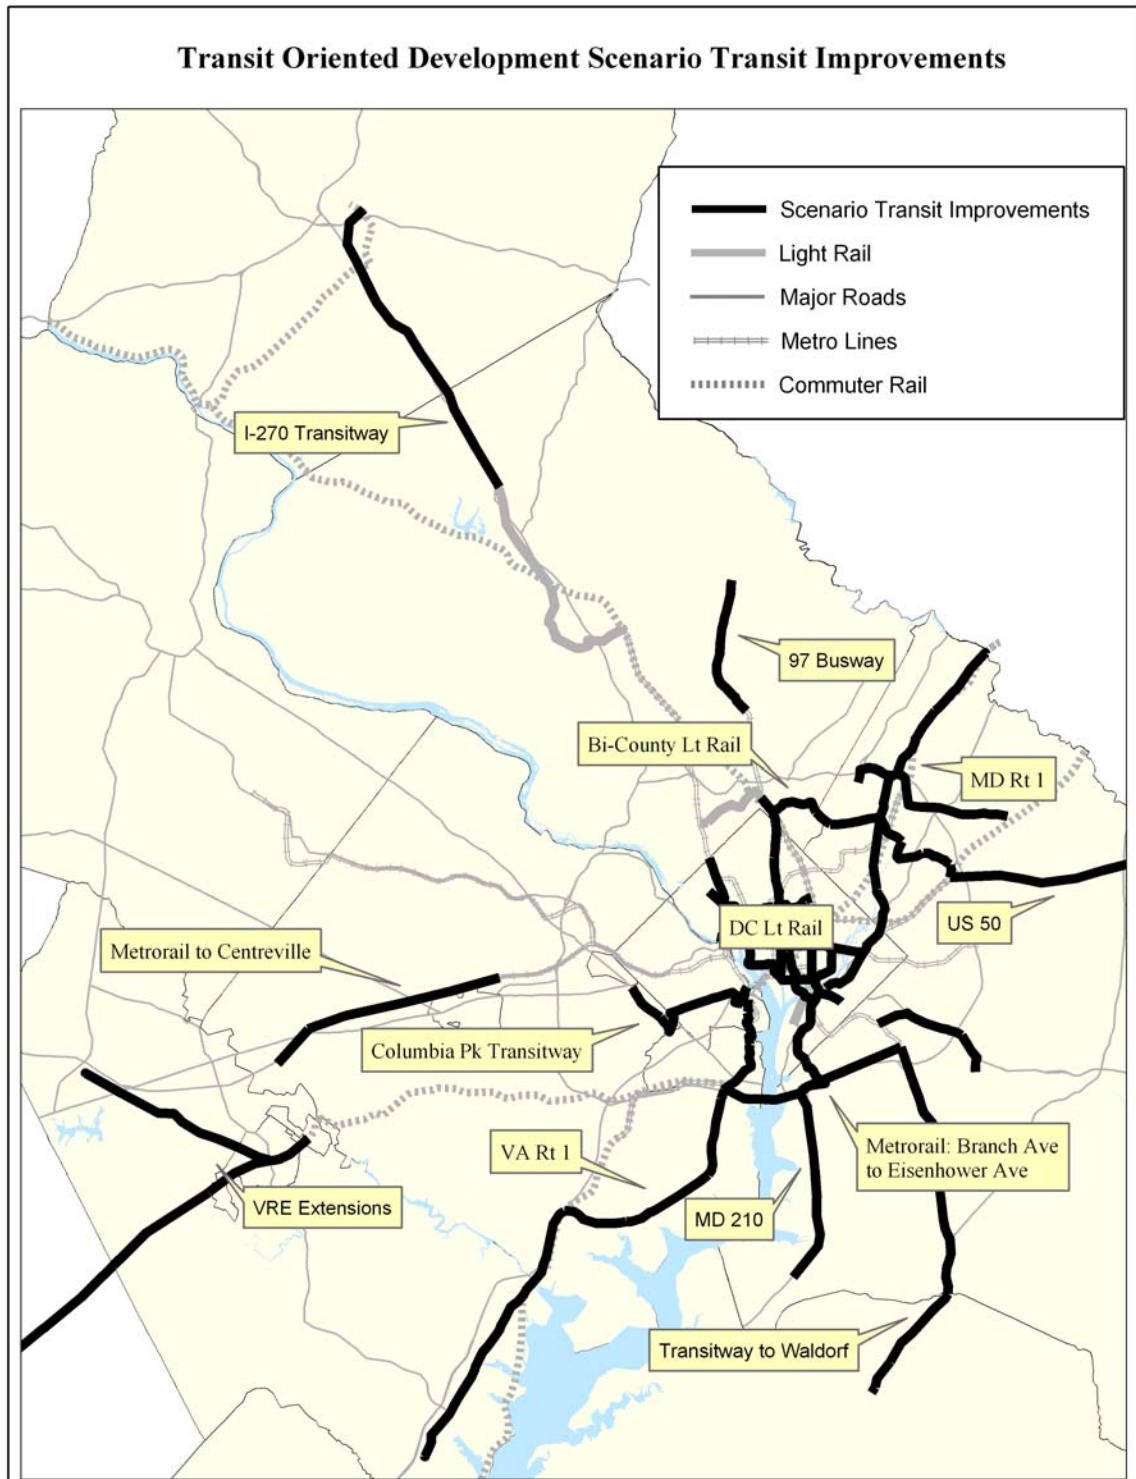 Transit Oriented Development Scenario Transit Improvements
Scenario Transit Improvements
Light Rail
Major Roads
Metro Lines
Commuter Rail
I-270 Transitway
97 Busway
Bi-County Lt Rail
MD Rt 1
DC Lt Rail
US 50
Metrorail to Centreville
Columbia Pk Transitway
VA Rt 1
Metrorail: Branch Ave
to Eisenhower Ave
VRE Extensions
MD 210
Transitway to Waldorf